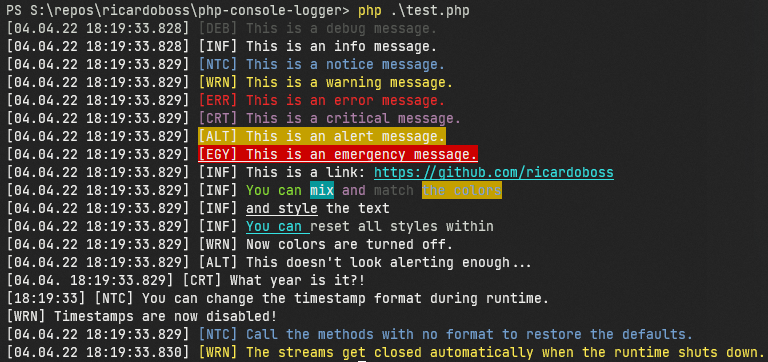 PS S:\repos\ricardoboss\php-console-logger> php .\test.php
[04.04.22 18:19:33.828] [DEB] This is a debug message.
[04.04.22 18:19:33.828] [INF] This is an info message.
[04.04.22 18:19:33.829] [NTC] This is a notice message.
[04.04.22 18:19:33.829] [WRN] This is a warning message.
[04.04.22 18:19:33.829] [ERR] This is an error message.
[04.04.22 18:19:33.829] [CRT] This is a critical message.
[04.04.22 18:19:33.829] [ALT] This is an alert message.
[04.04.22 18:19:33.829] [EGY] This is an emergency message.
[04.04.22 18:19:33.829] [INF] This is a link: https://github.com/ricardoboss
[04.04.22 18:19:33.829] [INF] You can mix and match the colors
[04.04.22 18:19:33.829] [INF] and style the text
[04.04.22 18:19:33.829] [INF] You can reset all styles within
[04.04.22 18:19:33.829] [WRN] Now colors are turned off.
[04.04.22 18:19:33.829] [ALT] This doesn't look alerting enough...
[04.04. 18:19:33.829] [CRT] What year is it?!
[18:19:33] [NTC] You can change the timestamp format during runtime.
[WRN] Timestamps are now disabled!
[04.04.22 18:19:33.829] [NTC] Call the methods with no format to restore the defaults.
[04.04.22 18:19:33.830] [WRN] The streams get closed automatically when the runtime shuts down.